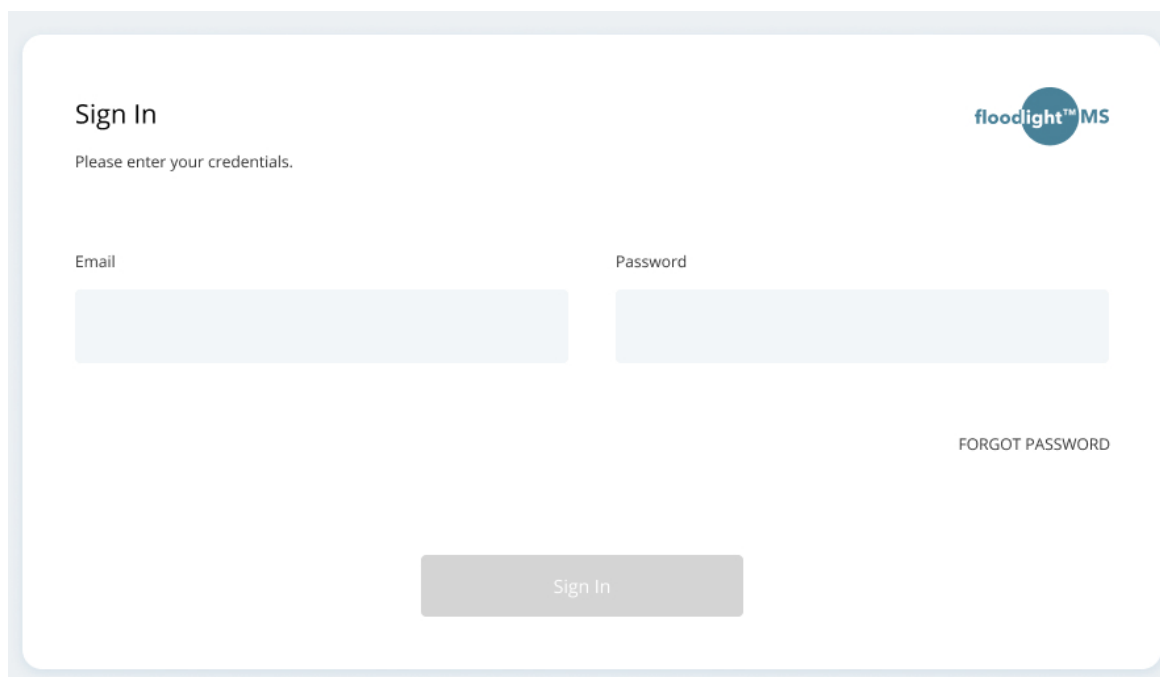 Sign In
floodlight™MS
Please enter your credentials.
Email
Password
FORGOT PASSWORD
Sign In